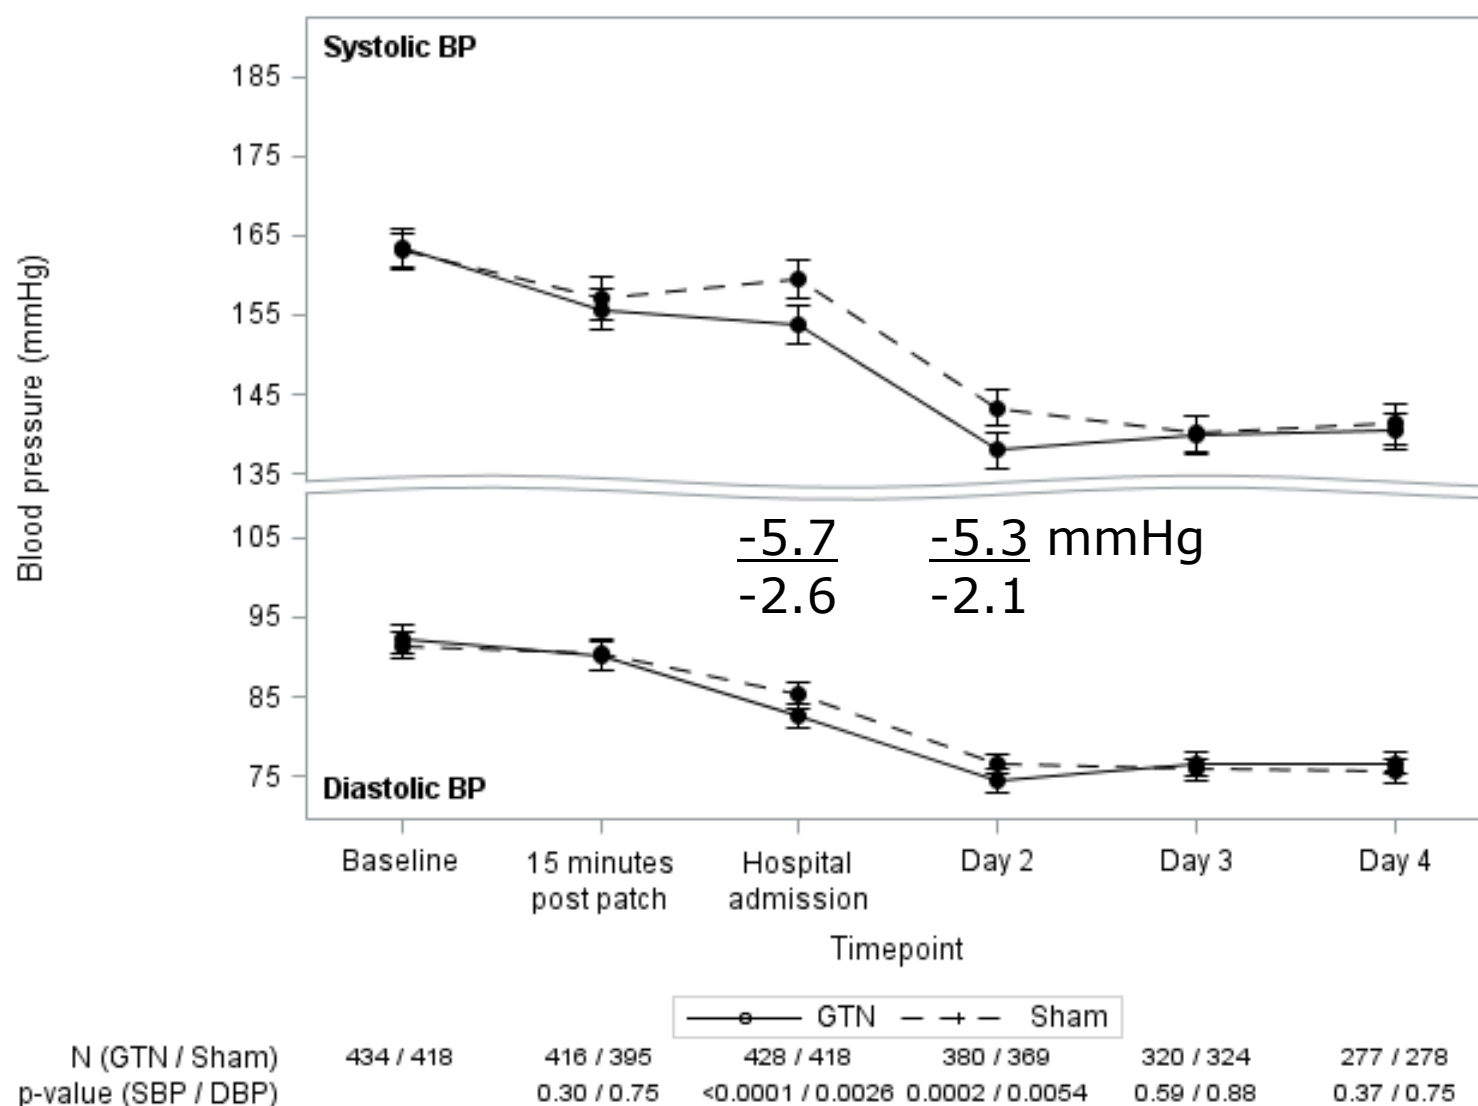 Systolic BP
185
175
165
155
145
135
Blood pressure (mmHg)
105
95
85
75
-5.7 -5.3 mmHg
-2.6 -2.1
Diastolic BP
Baseline 15 minutes post patch Hospital admission Day 2 Day 3 Day 4
Timepoint
GTN Sham
N (GTN / Sham) 434 / 418 416 / 395 428 / 418 380 / 369 320 / 324 277 / 278
p-value (SBP / DBP) 0.30 / 0.75 <0.0001 / 0.0026 0.0002 / 0.0054 0.59 / 0.88 0.37 / 0.75